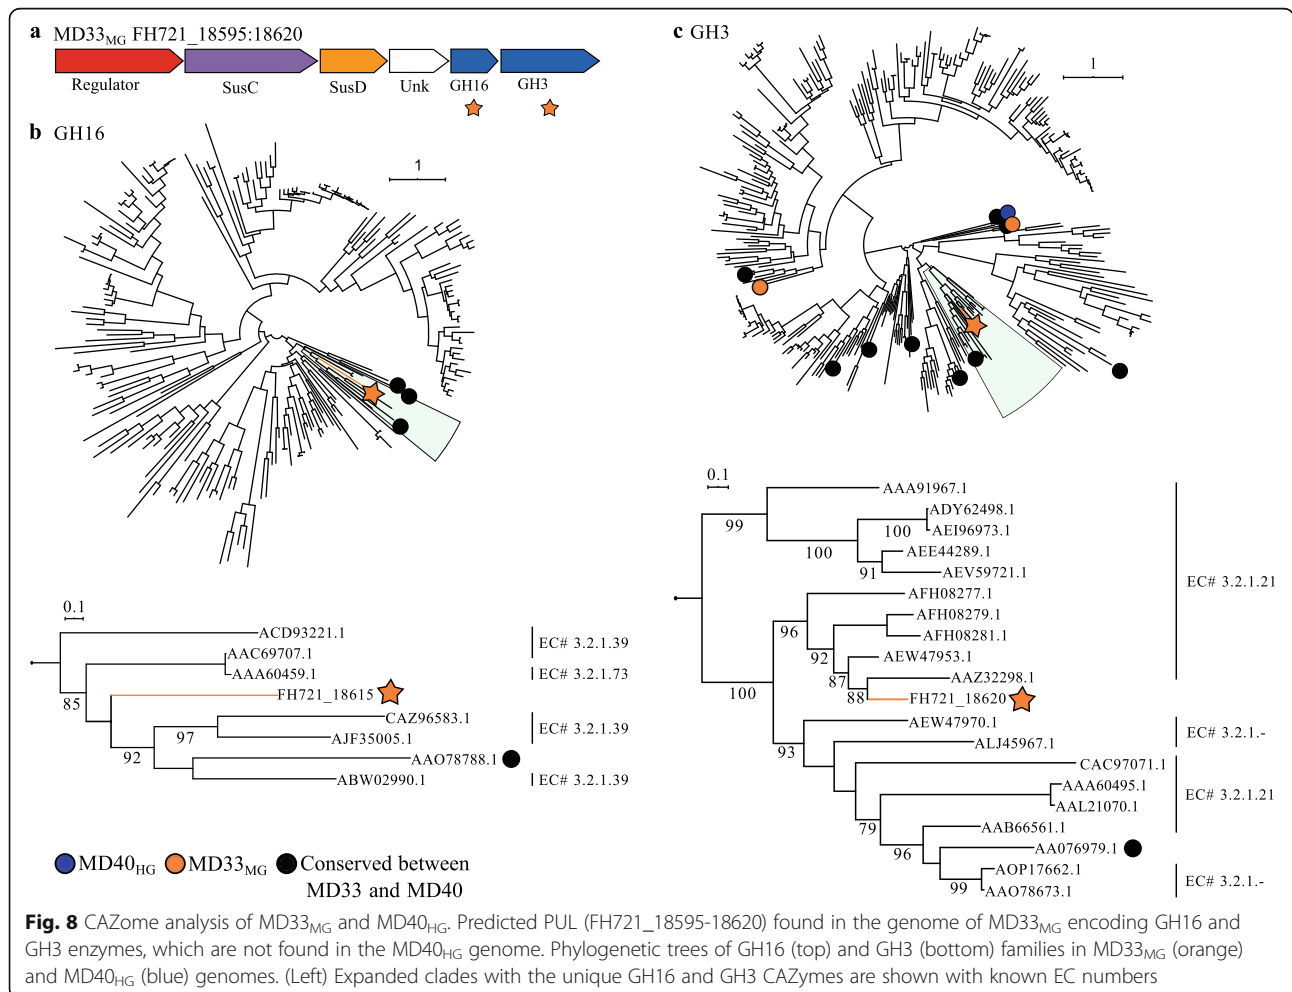 a MD33MG FH721_18595:18620
Regulator SusC SusD Unk GH16 GH3
b GH16
1
c GH3
1
0.1
ACD93221.1
AAC69707.1
AAA60459.1
FH721_18615
CAZ96583.1
AJF35005.1
AAO78788.1
ABW02990.1
85
97
92
EC# 3.2.1.39
EC# 3.2.1.73
EC# 3.2.1.39
EC# 3.2.1.39
0.1
AAA91967.1
ADY62498.1
AEI96973.1
AEE44289.1
AEV59721.1
AFH08277.1
AFH08279.1
AFH08281.1
AEW47953.1
AAZ32298.1
FH721_18620
AEW47970.1
ALJ45967.1
CAC97071.1
AAA60495.1
AAL21070.1
AAB66561.1
AA076979.1
AOP17662.1
AAO78673.1
99
100
100
91
96
92
87
88
100
93
79
96
99
EC# 3.2.1.21
EC# 3.2.1.-
EC# 3.2.1.21
EC# 3.2.1.-
MD40HG MD33MG Conserved between
MD33 and MD40
Fig. 8 CAZome analysis of MD33MG and MD40HG. Predicted PUL (FH721_18595-18620) found in the genome of MD33MG encoding GH16 and
GH3 enzymes, which are not found in the MD40HG genome. Phylogenetic trees of GH16 (top) and GH3 (bottom) families in MD33MG (orange)
and MD40HG (blue) genomes. (Left) Expanded clades with the unique GH16 and GH3 CAZymes are shown with known EC numbers